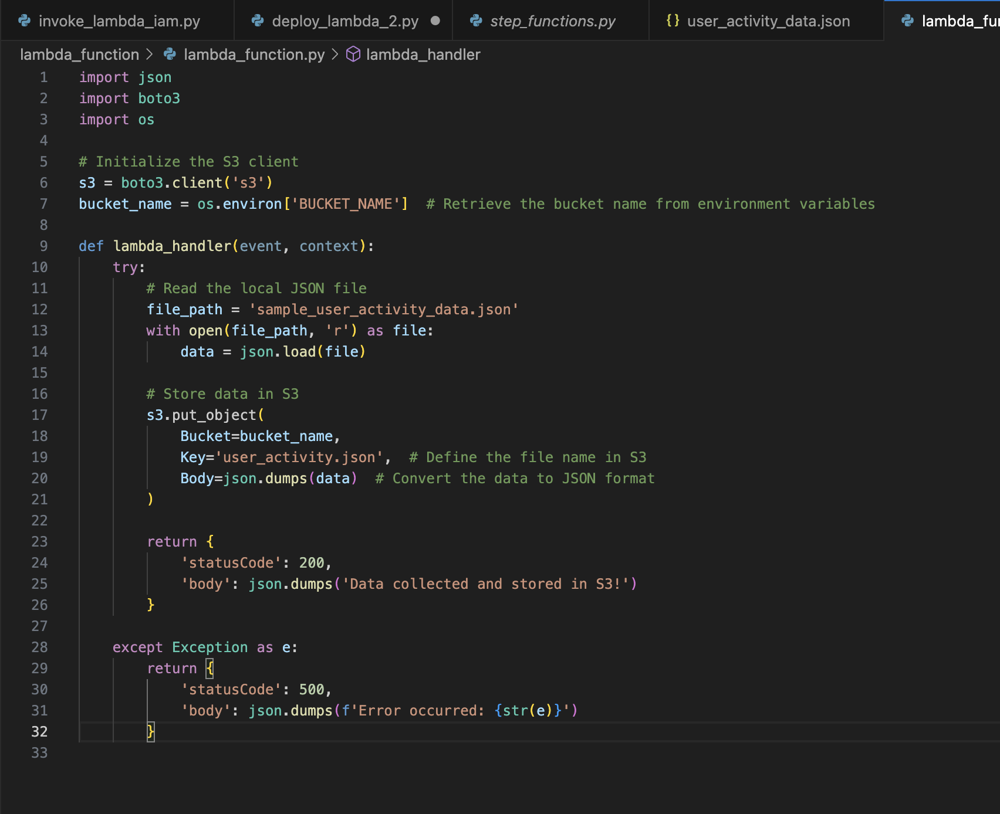 invoke_lambda_iam.py
deploy_lambda_2.py
step_functions.py
{} user_activity_data.json
lambda_fu
lambda_function > lambda_function.py > lambda_handler
1 import json
2 import boto3
3 import os
4
5 # Initialize the S3 client
6 s3 = boto3.client('s3')
7 bucket_name = os.environ['BUCKET_NAME']  # Retrieve the bucket name from environment variables
8
9 def lambda_handler(event, context):
10     try:
11         # Read the local JSON file
12         file_path = 'sample_user_activity_data.json'
13         with open(file_path, 'r') as file:
14             data = json.load(file)
15
16         # Store data in S3
17         s3.put_object(
18             Bucket=bucket_name,
19             Key='user_activity.json',  # Define the file name in S3
20             Body=json.dumps(data)  # Convert the data to JSON format
21         )
22
23         return {
24             'statusCode': 200,
25             'body': json.dumps('Data collected and stored in S3!')
26         }
27
28     except Exception as e:
29         return {
30             'statusCode': 500,
31             'body': json.dumps(f'Error occurred: {str(e)}')
32         }
33